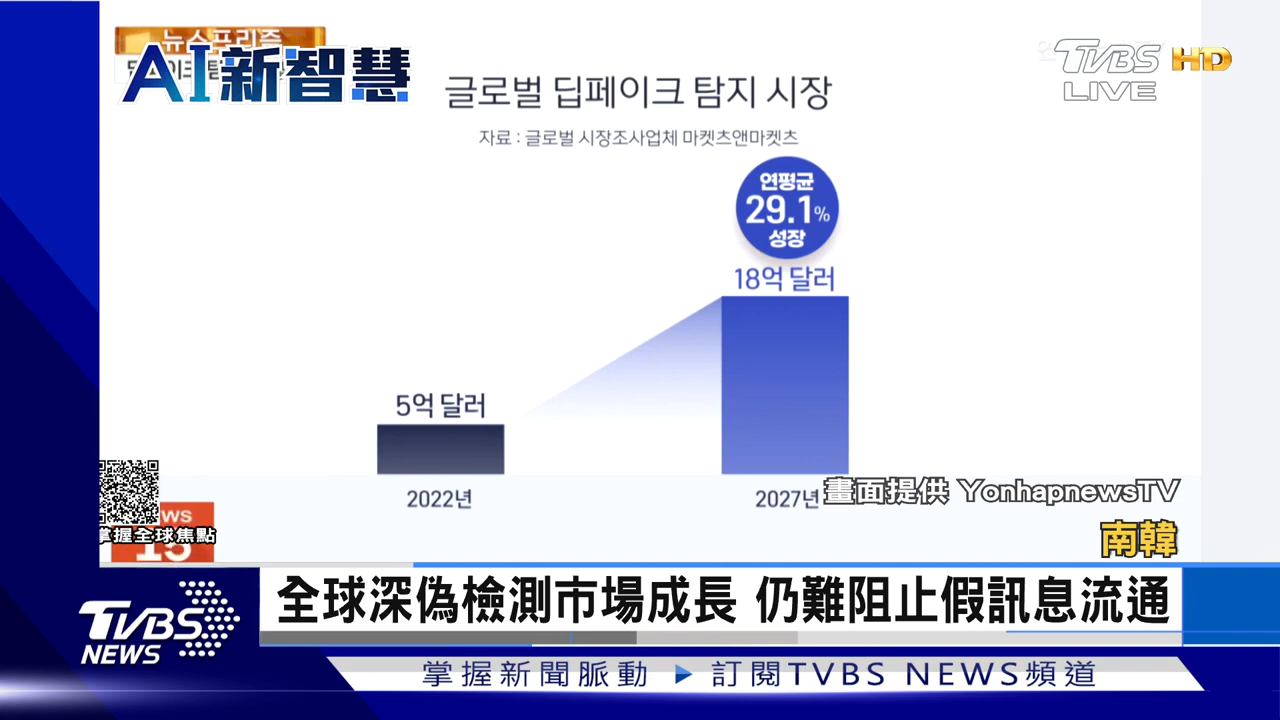 뉴스프리즘
AI新智慧
TVBS HD
LIVE
글로벌 딥페이크 탐지 시장
자료 : 글로벌 시장조사업체 마켓츠앤마켓츠
연평균
29.1%
성장
18억 달러
5억 달러
2022년
2027년
畫面提供 YonhapnewsTV
南韓
掌握全球焦點
15
全球深偽檢測市場成長 仍難阻止假訊息流通
TVBS
NEWS
掌握新聞脈動 ▶ 訂閱TVBS NEWS頻道